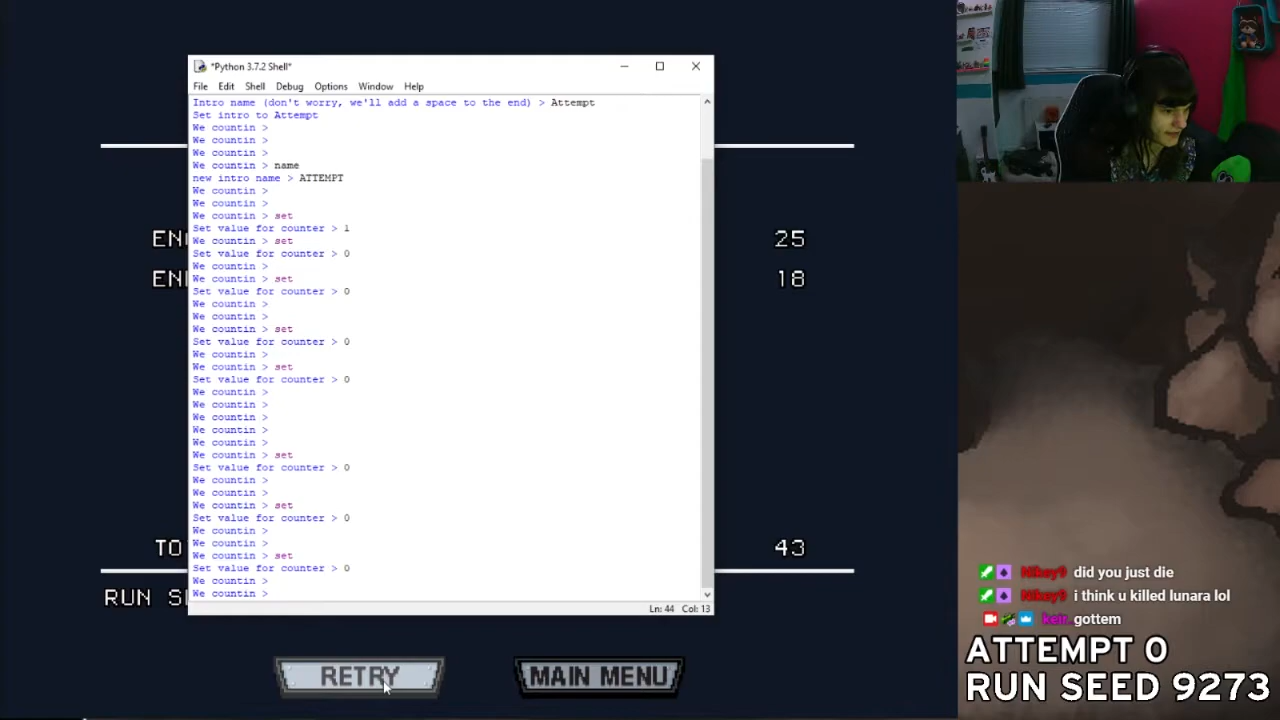 *Python 3.7.2 Shell*
File Edit Shell Debug Options Window Help
Intro name (don't worry, we'll add a space to the end) > Attempt
Set intro to Attempt
We countin >
We countin >
We countin >
We countin > name
new intro name > ATTEMPT
We countin >
We countin >
We countin > set
Set value for counter > 1
We countin > set
Set value for counter > 0
We countin >
We countin > set
Set value for counter > 0
We countin >
We countin >
We countin > set
Set value for counter > 0
We countin >
We countin > set
Set value for counter > 0
We countin >
We countin >
We countin >
We countin >
We countin >
We countin > set
Set value for counter > 0
We countin >
We countin >
We countin > set
Set value for counter > 0
We countin >
We countin >
We countin > set
Set value for counter > 0
We countin >
We countin >
Ln: 44 Col: 13
25
18
43
RUN
RETRY MAIN MENU
Nikey9 did you just die
Nikey9 i think u killed lunara lol
keir. gottem
ATTEMPT 0
RUN SEED 9273